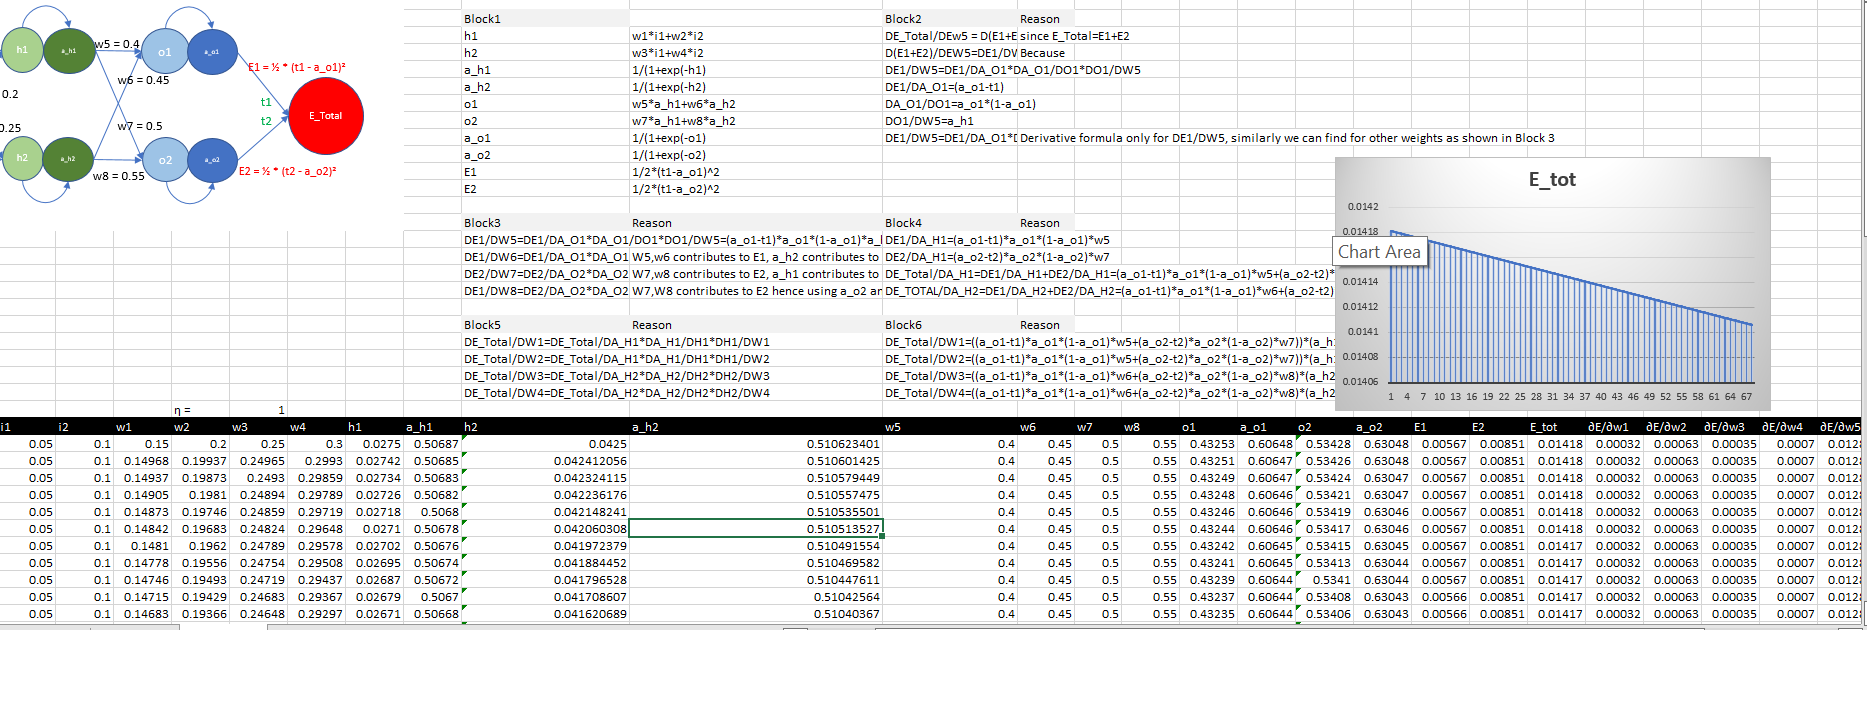 h1
a_h1
w5 = 0.4
o1
a_o1
E1 = ½ * (t1 - a_o1)²
w6 = 0.45
0.2
t1
t2
E_Total
w7 = 0.5
0.25
h2
a_h2
o2
a_o2
w8 = 0.55
E2 = ½ * (t2 - a_o2)²
Block1 Block2 Reason
h1 w1*i1+w2*i2 DE_Total/DEw5 = D(E1+E since E_Total=E1+E2
h2 w3*i1+w4*i2 D(E1+E2)/DEW5=DE1/DW Because
a_h1 1/(1+exp(-h1) DE1/DW5=DE1/DA_O1*DA_O1/DO1*DO1/DW5
a_h2 1/(1+exp(-h2) DE1/DA_O1=(a_o1-t1)
o1 w5*a_h1+w6*a_h2 DA_O1/DO1=a_o1*(1-a_o1)
o2 w7*a_h1+w8*a_h2 DO1/DW5=a_h1
a_o1 1/(1+exp(-o1) DE1/DW5=DE1/DA_O1*D Derivative formula only for DE1/DW5, similarly we can find for other weights as shown in Block 3
a_o2 1/(1+exp(-o2)
E1 1/2*(t1-a_o1)^2
E2 1/2*(t1-a_o2)^2
Block3 Reason Block4 Reason
DE1/DW5=DE1/DA_O1*DA_O1/DO1*DO1/DW5=(a_o1-t1)*a_o1*(1-a_o1)*a_l DE1/DA_H1=(a_o1-t1)*a_o1*(1-a_o1)*w5
DE1/DW6=DE1/DA_O1*DA_O1 W5,w6 contributes to E1, a_h2 contributes to DE2/DA_H1=(a_o2-t2)*a_o2*(1-a_o2)*w7
DE2/DW7=DE2/DA_O2*DA_O2 W7,w8 contributes to E2, a_h1 contributes to DE_Total/DA_H1=DE1/DA_H1+DE2/DA_H1=(a_o1-t1)*a_o1*(1-a_o1)*w5+(a_o2-t2)*
DE1/DW8=DE2/DA_O2*DA_O2 W7,W8 contributes to E2 hence using a_o2 ar DE_TOTAL/DA_H2=DE1/DA_H2+DE2/DA_H2=(a_o1-t1)*a_o1*(1-a_o1)*w6+(a_o2-t2)
Block5 Reason Block6 Reason
DE_Total/DW1=DE_Total/DA_H1*DA_H1/DH1*DH1/DW1 DE_Total/DW1=((a_o1-t1)*a_o1*(1-a_o1)*w5+(a_o2-t2)*a_o2*(1-a_o2)*w7))*(a_h:
DE_Total/DW2=DE_Total/DA_H1*DA_H1/DH1*DH1/DW2 DE_Total/DW2=((a_o1-t1)*a_o1*(1-a_o1)*w5+(a_o2-t2)*a_o2*(1-a_o2)*w7))*(a_h:
DE_Total/DW3=DE_Total/DA_H2*DA_H2/DH2*DH2/DW3 DE_Total/DW3=((a_o1-t1)*a_o1*(1-a_o1)*w6+(a_o2-t2)*a_o2*(1-a_o2)*w8)*(a_h2
DE_Total/DW4=DE_Total/DA_H2*DA_H2/DH2*DH2/DW4 DE_Total/DW4=((a_o1-t1)*a_o1*(1-a_o1)*w6+(a_o2-t2)*a_o2*(1-a_o2)*w8)*(a_h2
E_tot
0.0142
0.01418
Chart Area
0.01414
0.01412
0.0141
0.01408
0.01406
1 4 7 10 13 16 19 22 25 28 31 34 37 40 43 46 49 52 55 58 61 64 67
η = 1
i1 i2 w1 w2 w3 w4 h1 a_h1 h2 a_h2 w5 w6 w7 w8 o1 a_o1 o2 a_o2 E1 E2 E_tot ∂E/∂w1 ∂E/∂w2 ∂E/∂w3 ∂E/∂w4 ∂E/∂w5
0.05 0.1 0.15 0.2 0.25 0.3 0.0275 0.50687 0.0425 0.510623401 0.4 0.45 0.5 0.55 0.43253 0.60648 0.53428 0.63048 0.00567 0.00851 0.01418 0.00032 0.00063 0.00035 0.0007 0.012
0.05 0.1 0.14968 0.19937 0.24965 0.2993 0.02742 0.50685 0.042412056 0.510601425 0.4 0.45 0.5 0.55 0.43251 0.60647 0.53426 0.63048 0.00567 0.00851 0.01418 0.00032 0.00063 0.00035 0.0007 0.012
0.05 0.1 0.14937 0.19873 0.2493 0.29859 0.02734 0.50683 0.042324115 0.510579449 0.4 0.45 0.5 0.55 0.43249 0.60647 0.53424 0.63047 0.00567 0.00851 0.01418 0.00032 0.00063 0.00035 0.0007 0.012
0.05 0.1 0.14905 0.1981 0.24894 0.29789 0.02726 0.50682 0.042236176 0.510557475 0.4 0.45 0.5 0.55 0.43248 0.60646 0.53421 0.63047 0.00567 0.00851 0.01418 0.00032 0.00063 0.00035 0.0007 0.012
0.05 0.1 0.14873 0.19746 0.24859 0.29719 0.02718 0.5068 0.042148241 0.510535501 0.4 0.45 0.5 0.55 0.43246 0.60646 0.53419 0.63046 0.00567 0.00851 0.01418 0.00032 0.00063 0.00035 0.0007 0.012
0.05 0.1 0.14842 0.19683 0.24824 0.29648 0.0271 0.50678 0.042060308 0.510513527 0.4 0.45 0.5 0.55 0.43244 0.60646 0.53417 0.63046 0.00567 0.00851 0.01418 0.00032 0.00063 0.00035 0.0007 0.012
0.05 0.1 0.1481 0.1962 0.24789 0.29578 0.02702 0.50676 0.041972379 0.510491554 0.4 0.45 0.5 0.55 0.43242 0.60645 0.53415 0.63045 0.00567 0.00851 0.01417 0.00032 0.00063 0.00035 0.0007 0.012
0.05 0.1 0.14778 0.19556 0.24754 0.29508 0.02695 0.50674 0.041884452 0.510469582 0.4 0.45 0.5 0.55 0.43241 0.60645 0.53413 0.63044 0.00567 0.00851 0.01417 0.00032 0.00063 0.00035 0.0007 0.012
0.05 0.1 0.14746 0.19493 0.24719 0.29437 0.02687 0.50672 0.041796528 0.510447611 0.4 0.45 0.5 0.55 0.43239 0.60644 0.5341 0.63044 0.00567 0.00851 0.01417 0.00032 0.00063 0.00035 0.0007 0.012
0.05 0.1 0.14715 0.19429 0.24683 0.29367 0.02679 0.5067 0.041708607 0.51042564 0.4 0.45 0.5 0.55 0.43237 0.60644 0.53408 0.63043 0.00566 0.00851 0.01417 0.00032 0.00063 0.00035 0.0007 0.012
0.05 0.1 0.14683 0.19366 0.24648 0.29297 0.02671 0.50668 0.041620689 0.51040367 0.4 0.45 0.5 0.55 0.43235 0.60644 0.53406 0.63043 0.00566 0.00851 0.01417 0.00032 0.00063 0.00035 0.0007 0.012